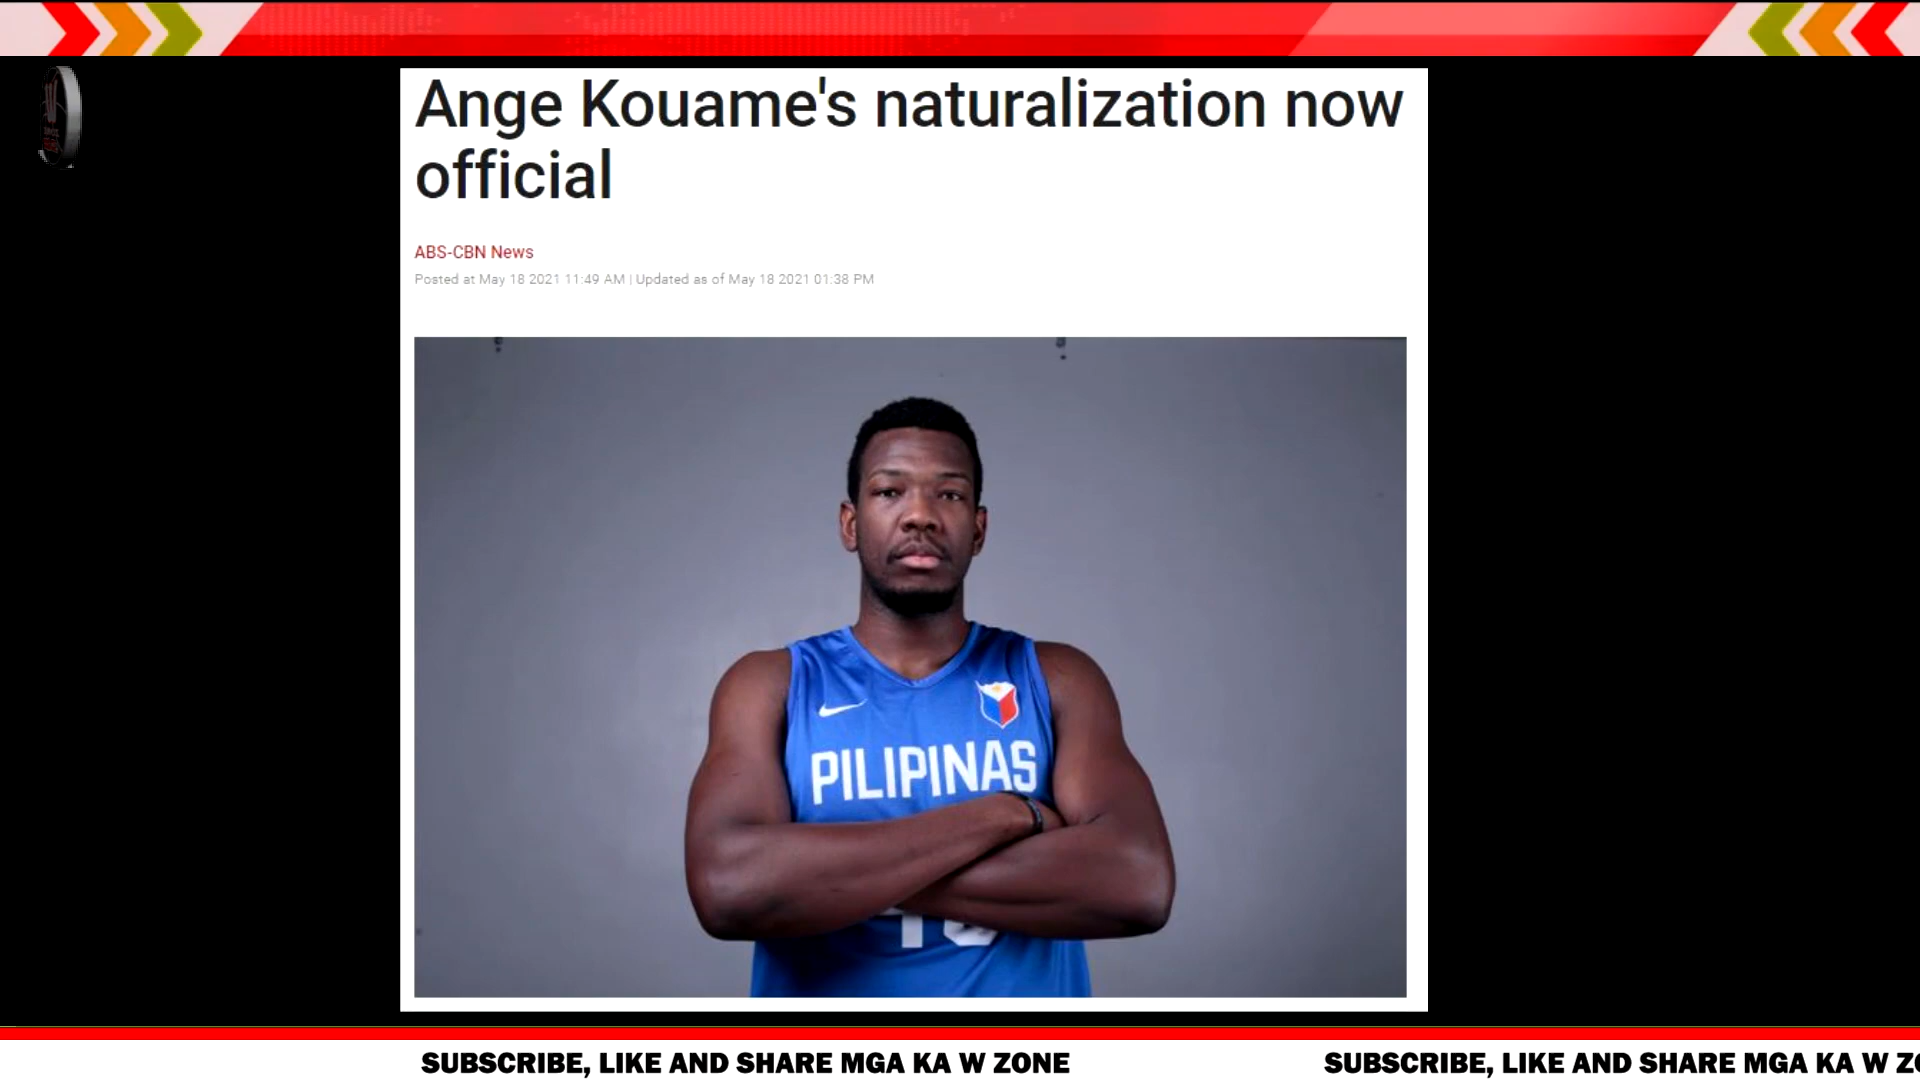 Ange Kouame's naturalization now
official
ABS-CBN News
Posted at May 18 2021 11:49 AM | Updated as of May 18 2021 01:38 PM
PILIPINAS
SUBSCRIBE, LIKE AND SHARE MGA KA W ZONE
SUBSCRIBE, LIKE AND SHARE MGA KA W